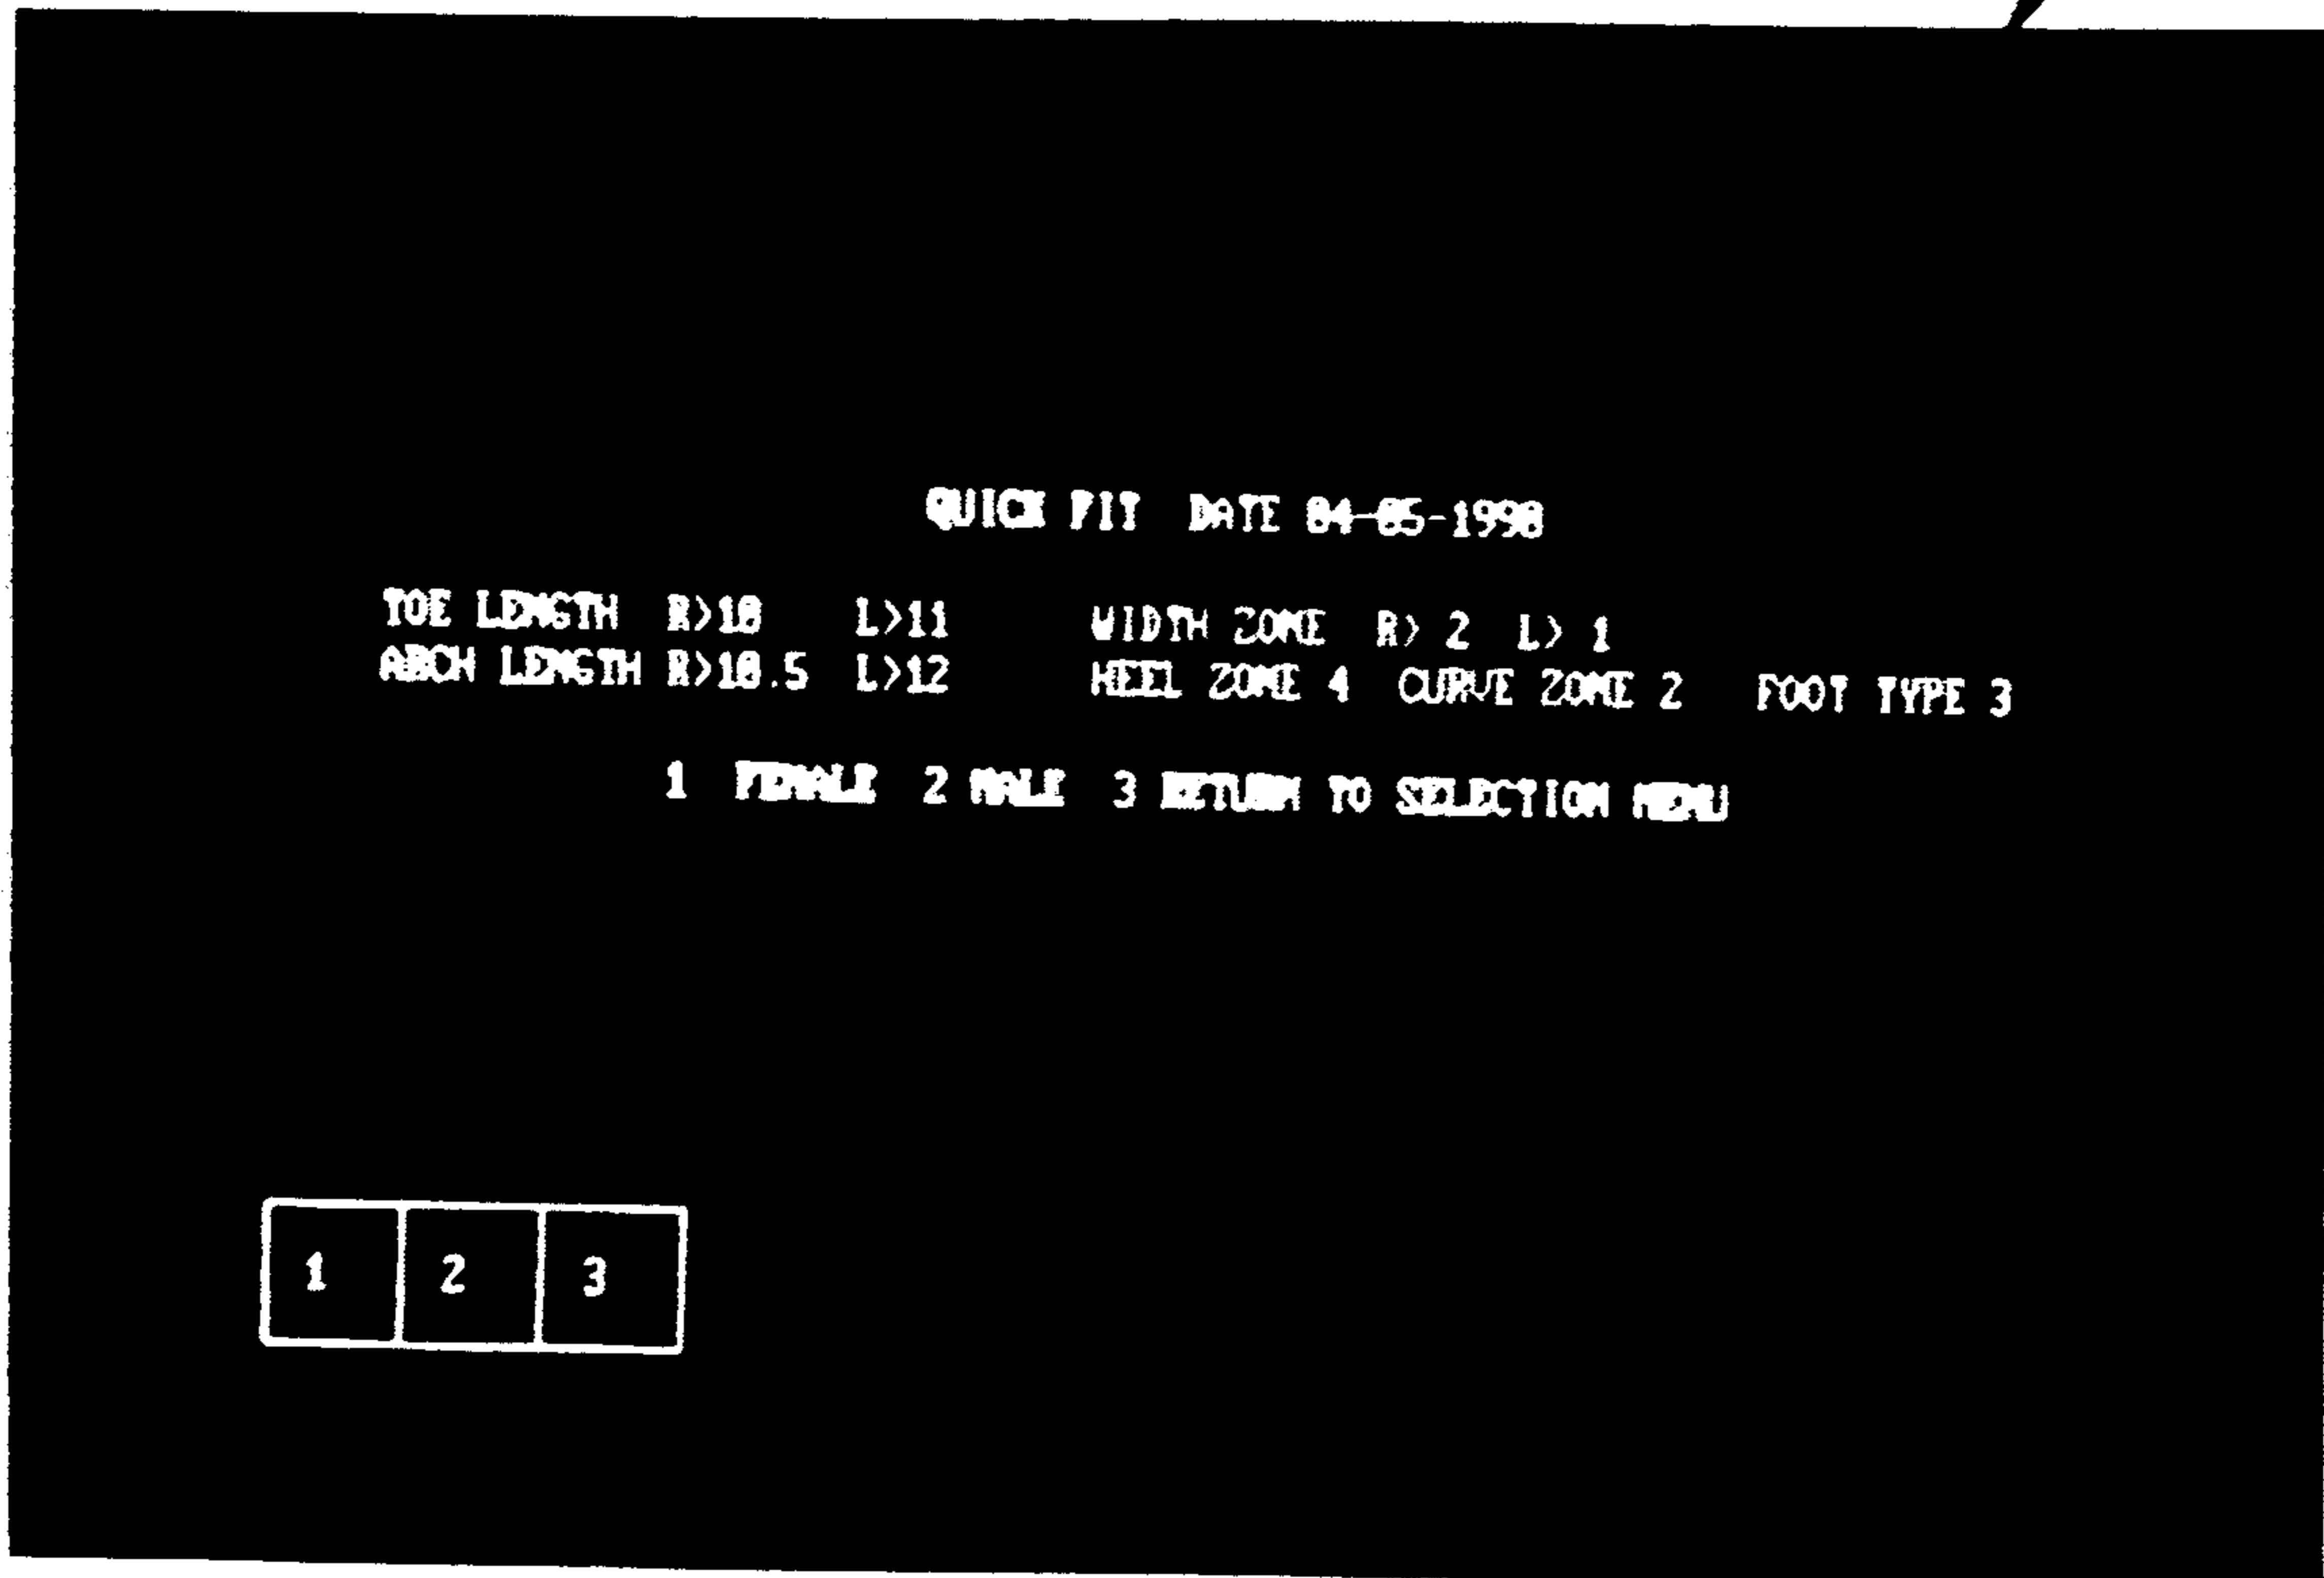 QUICK FIT DATE 04-05-1990
TOE LENGTH R>10 L>11 WIDTH ZONE R> 2 L> 1
ARCH LENGTH R>10.5 L>12 HEEL ZONE 4 CURVE ZONE 2 FOOT TYPE 3
1 FEMALE 2 MALE 3 RETURN TO SELECTION MENU
1 2 3